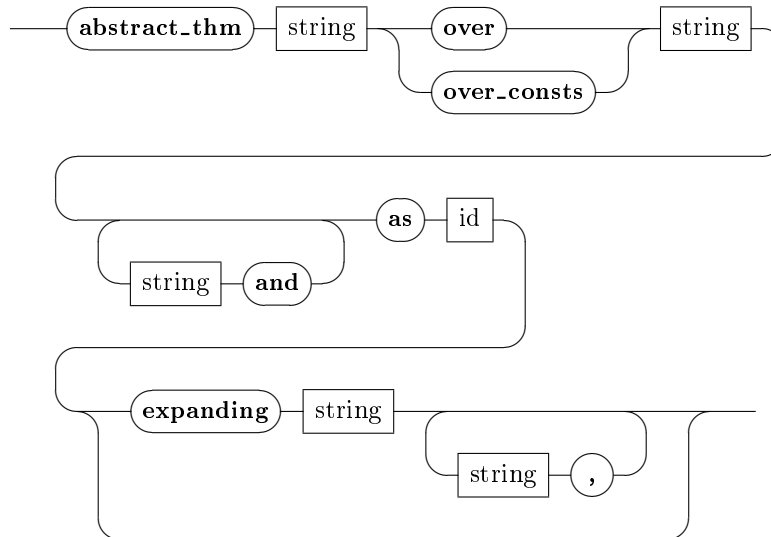 abstract_thm string over string
over_consts
as id
string and
expanding string
string ,